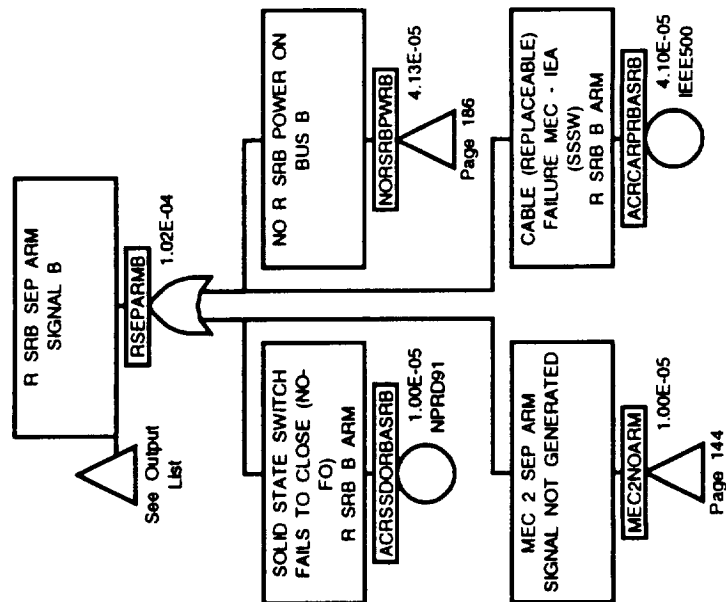 R SRB SEP ARM
SIGNAL B
RSEPARMB
1.02E-04
See Output
List
SOLID STATE SWITCH
FAILS TO CLOSE (NO-
FO)
R SRB B ARM
ACRSSDORBASRB
1.00E-05
NPRD91
NO R SRB POWER ON
BUS B
NORSRBPWRB
4.13E-05
Page 186
MEC 2 SEP ARM
SIGNAL NOT GENERATED
MEC2NOARM
1.00E-05
Page 144
CABLE (REPLACEABLE)
FAILURE MEC - IEA
(SSSW)
R SRB B ARM
ACRCARPRBASRB
4.10E-05
IEEE500